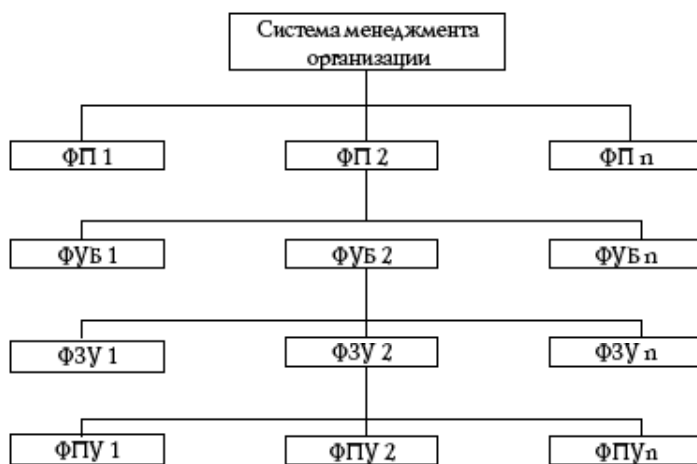 Система менеджмента
организации
ФП 1
ФП 2
ФП n
ФУБ 1
ФУБ 2
ФУБ n
ФЗУ 1
ФЗУ 2
ФЗУ n
ФПУ 1
ФПУ 2
ФПУn